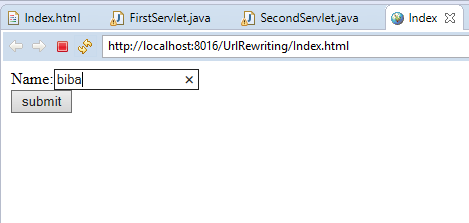 Index.html FirstServlet.java SecondServlet.java Index
http://localhost:8016/UrlRewriting/Index.html
Name: biba
submit